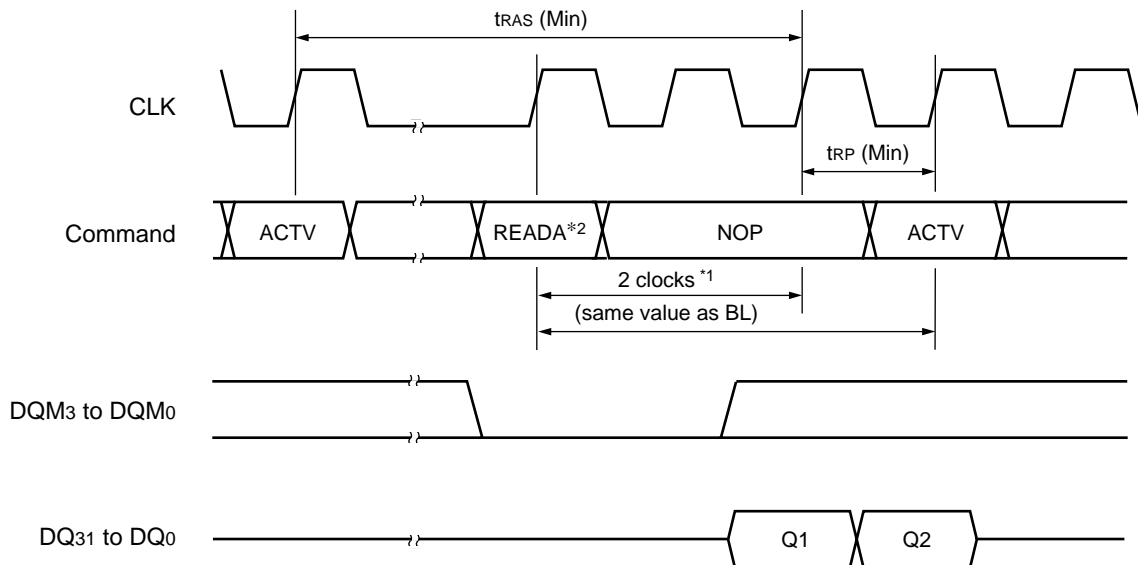 tRAS (Min)
CLK
tRP (Min)
Command
ACTV
READA*2
NOP
ACTV
2 clocks *1
(same value as BL)
DQM3 to DQM0
DQ31 to DQ0
Q1
Q2